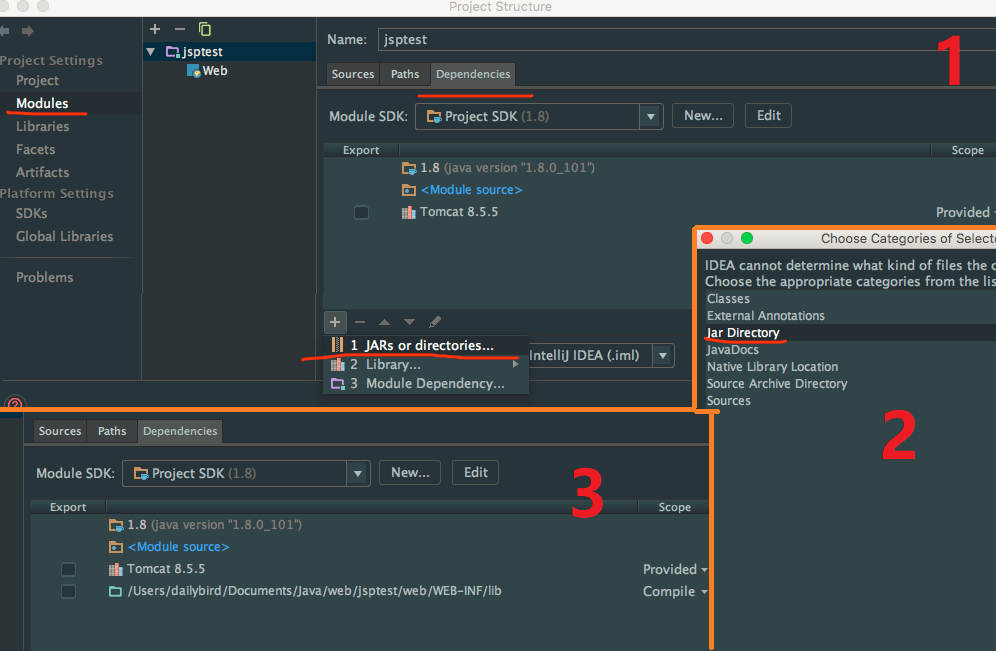 Project Structure
Project Settings
Project
Modules
Libraries
Facets
Artifacts
Platform Settings
SDKs
Global Libraries
Problems
jsptest
Web
Name: jsptest
1
Sources Paths Dependencies
Module SDK: Project SDK (1.8) New... Edit
Export Scope
1.8 (java version "1.8.0_101")
<Module source>
Tomcat 8.5.5 Provided
1 JARs or directories...
2 Library...
3 Module Dependency...
IntelliJ IDEA (.iml)
?
Choose Categories of Selecte
IDEA cannot determine what kind of files the c
Choose the appropriate categories from the lis
Classes
External Annotations
Jar Directory
JavaDocs
Native Library Location
Source Archive Directory
Sources
2
Sources Paths Dependencies
Module SDK: Project SDK (1.8) New... Edit
3
Export Scope
1.8 (java version "1.8.0_101")
<Module source>
Tomcat 8.5.5 Provided
/Users/dailybird/Documents/Java/web/jsptest/web/WEB-INF/lib Compile